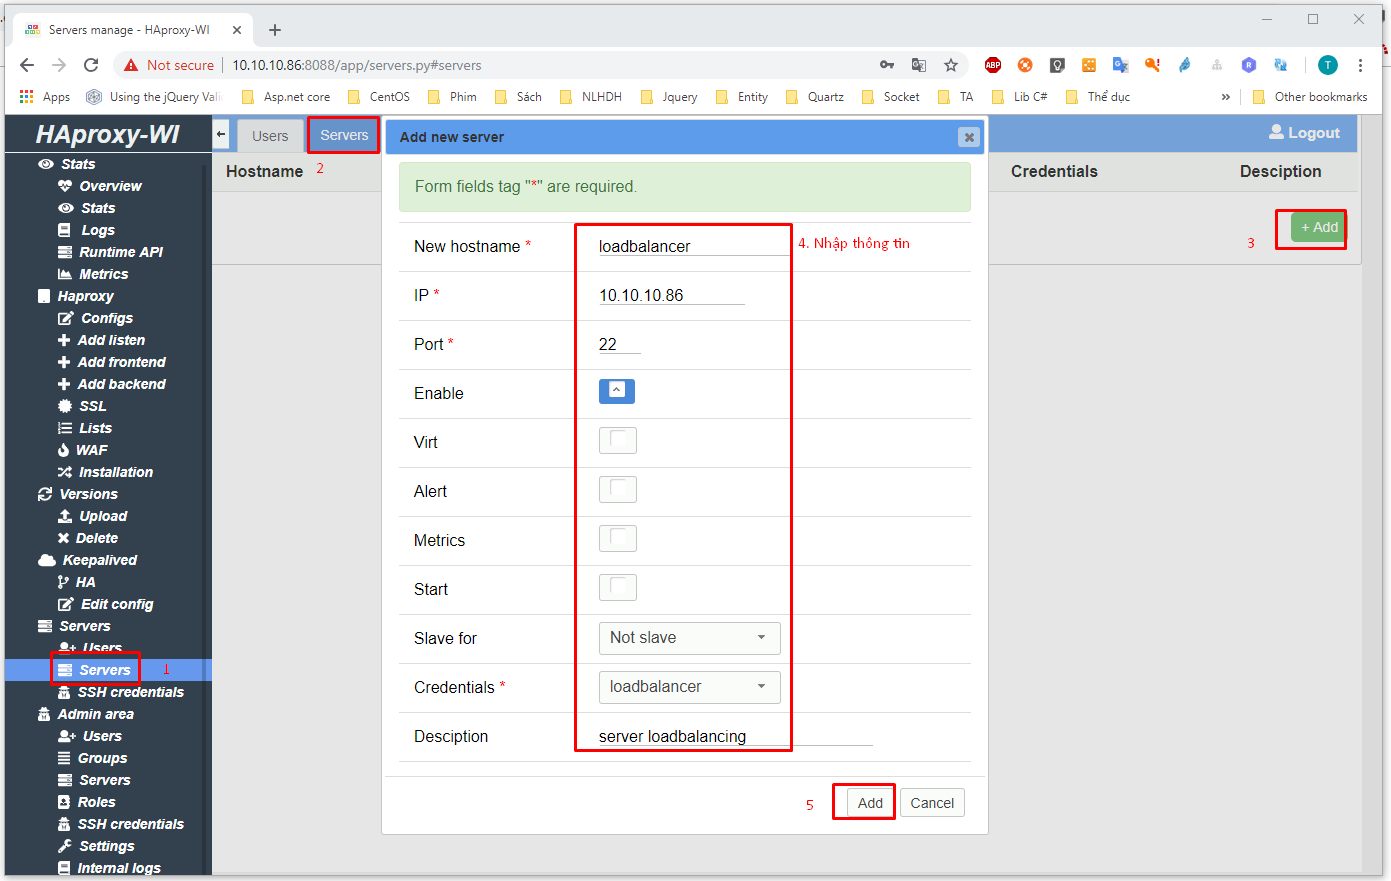 Servers manage - HAproxy-WI
Not secure 10.10.10.86:8088/app/servers.py#servers
Apps Using the jQuery Vali Asp.net core CentOS Phim Sách NLHDH Jquery Entity Quartz Socket TA Lib C# Thể dục » Other bookmarks
HAproxy-WI
Users Servers
2
Logout
Stats
Overview
Stats
Logs
Runtime API
Metrics
Haproxy
Configs
Add listen
Add frontend
Add backend
SSL
Lists
WAF
Installation
Versions
Upload
Delete
Keepalived
HA
Edit config
Servers
Users
Servers 1
SSH credentials
Admin area
Users
Groups
Servers
Roles
SSH credentials
Settings
Internal logs
Hostname Credentials Desciption
3 + Add
Add new server
Form fields tag "*" are required.
New hostname * loadbalancer 4. Nhập thông tin
IP * 10.10.10.86
Port * 22
Enable
Virt
Alert
Metrics
Start
Slave for Not slave
Credentials * loadbalancer
Desciption server loadbalancing
5 Add Cancel